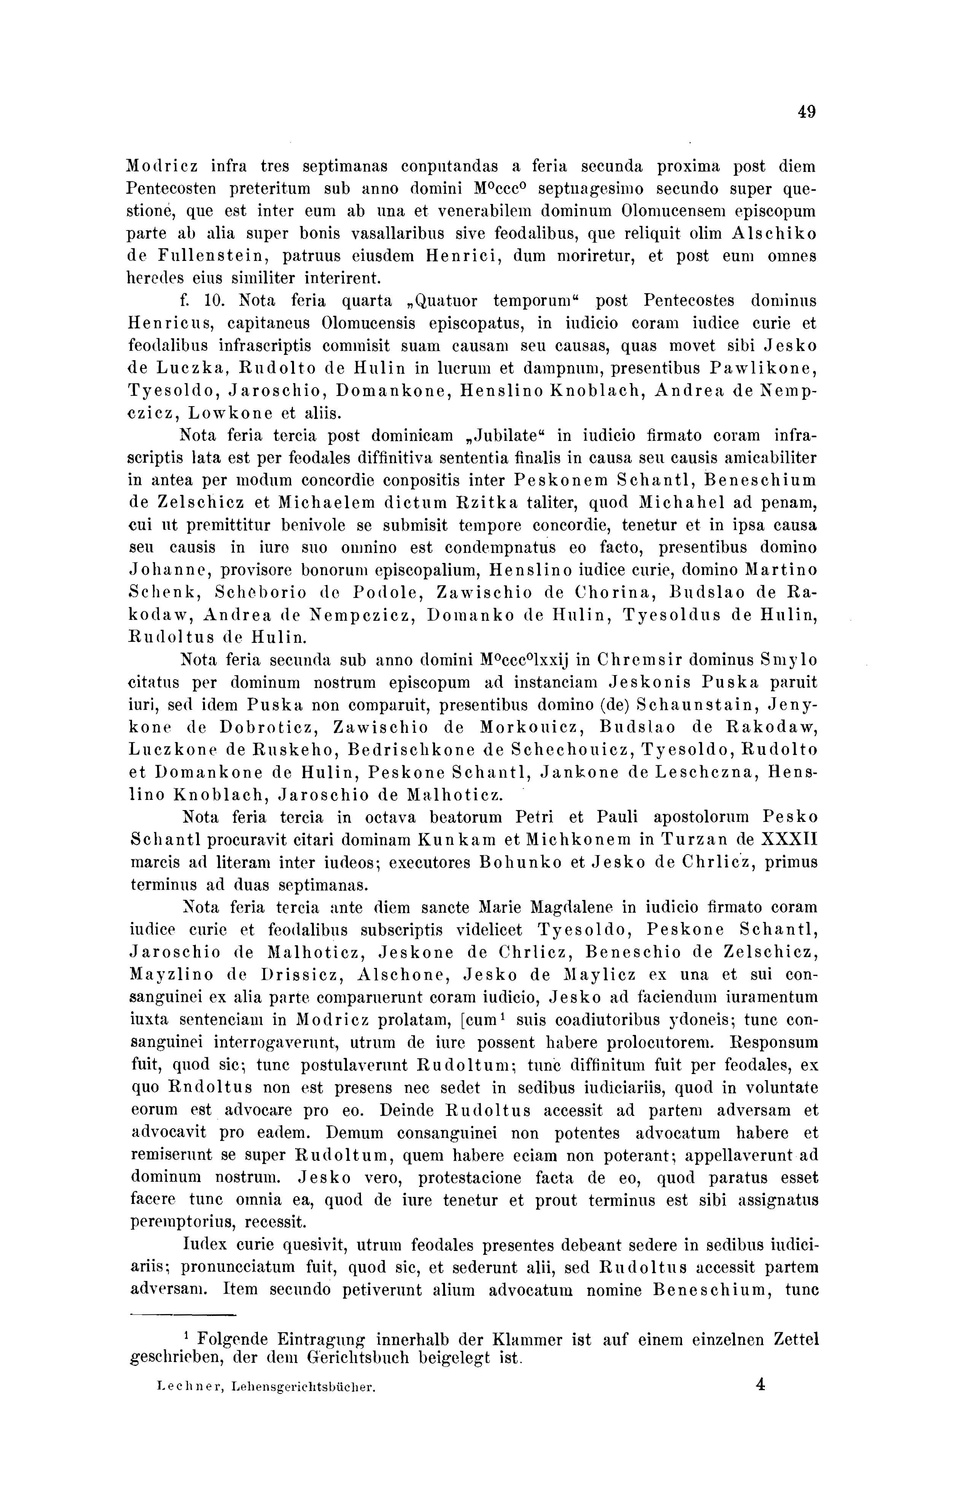 49
Modricz infra tres septimanas conputandas a feria secunda proxima post diem
Pentecosten preteritum sub anno domini M⁰ccc⁰ septuagesimo secundo super que-
stione, que est inter eum ab una et venerabilem dominum Olomucensem episcopum
parte ab alia super bonis vasallaribus sive feodalibus, que reliquit olim Alschiko
de Fullenstein, patruus eiusdem Henrici, dum moriretur, et post eum omnes
heredes eius similiter interirent.
f. 10. Nota feria quarta „Quatuor temporum“ post Pentecostes dominus
Henricus, capitaneus Olomucensis episcopatus, in iudicio coram iudice curie et
feodalibus infrascriptis commisit suam causam seu causas, quas movet sibi Jesko
de Luczka, Rudolto de Hulin in lucrum et dampnum, presentibus Pawlikone,
Tyesoldo, Jaroschio, Domankone, Henslino Knoblach, Andrea de Nemp-
czicz, Lowkone et aliis.
Nota feria tercia post dominicam „Jubilate“ in iudicio firmato coram infra-
scriptis lata est per feodales diffinitiva sententia finalis in causa seu causis amicabiliter
in antea per modum concordie conpositis inter Peskonem Schantl, Beneschium
de Zelschicz et Michaelem dictum Rzitka taliter, quod Michahel ad penam,
cui ut premittitur benivole se submisit tempore concordie, tenetur et in ipsa causa
seu causis in iure suo omnino est condempnatus eo facto, presentibus domino
Johanne, provisore bonorum episcopalium, Henslino iudice curie, domino Martino
Schenk, Scheborio de Podole, Zawischio de Chorina, Budslao de Ra-
kodaw, Andrea de Nempczicz, Domanko de Hulin, Tyesoldus de Hulin,
Rudoltus de Hulin.
Nota feria secunda sub anno domini M⁰ccc⁰lxxij in Chremsir dominus Smylo
citatus per dominum nostrum episcopum ad instanciam Jeskonis Puska paruit
iuri, sed idem Puska non comparuit, presentibus domino (de) Schaunstain, Jeny-
kone de Dobroticz, Zawischio de Morkouicz, Budslao de Rakodaw,
Luczkone de Ruskeho, Bedrischkone de Schechouicz, Tyesoldo, Rudolto
et Domankone de Hulin, Peskone Schantl, Jankone de Leschczna, Hens-
lino Knoblach, Jaroschio de Malhoticz.
Nota feria tercia in octava beatorum Petri et Pauli apostolorum Pesko
Schantl procuravit citari dominam Kunkam et Michkonem in Turzan de XXXII
marcis ad literam inter iudeos; executores Bohunko et Jesko de Chrlicz, primus
terminus ad duas septimanas.
Nota feria tercia ante diem sancte Marie Magdalene in iudicio firmato coram
iudice curie et feodalibus subscriptis videlicet Tyesoldo, Peskone Schantl,
Jaroschio de Malhoticz, Jeskone de Chrlicz, Beneschio de Zelschicz,
Mayzlino de Drissicz, Alschone, Jesko de Maylicz ex una et sui con-
sanguinei ex alia parte comparuerunt coram iudicio, Jesko ad faciendum iuramentum
iuxta sentenciam in Modricz prolatam, [cum¹ suis coadiutoribus ydoneis; tunc con-
sanguinei interrogaverunt, utrum de iure possent habere prolocutorem. Responsum
fuit, quod sic; tunc postulaverunt Rudoltum; tunc diffinitum fuit per feodales, ex
quo Rndoltus non est presens nec sedet in sedibus iudiciariis, quod in voluntate
eorum est advocare pro eo. Deinde Rudoltus accessit ad partem adversam et
advocavit pro eadem. Demum consanguinei non potentes advocatum habere et
remiserunt se super Rudoltum, quem habere eciam non poterant; appellaverunt ad
dominum nostrum. Jesko vero, protestacione facta de eo, quod paratus esset
facere tunc omnia ea, quod de iure tenetur et prout terminus est sibi assignatus
peremptorius, recessit.
Iudex curie quesivit, utrum feodales presentes debeant sedere in sedibus iudici-
ariis; pronuncciatum fuit, quod sic, et sederunt alii, sed Rudoltus accessit partem
adversam. Item secundo petiverunt alium advocatum nomine Beneschium, tunc
¹ Folgende Eintragung innerhalb der Klammer ist auf einem einzelnen Zettel
geschrieben, der dem Gerichtsbuch beigelegt ist.
Lechner, Lehensgerichtsbücher. 4